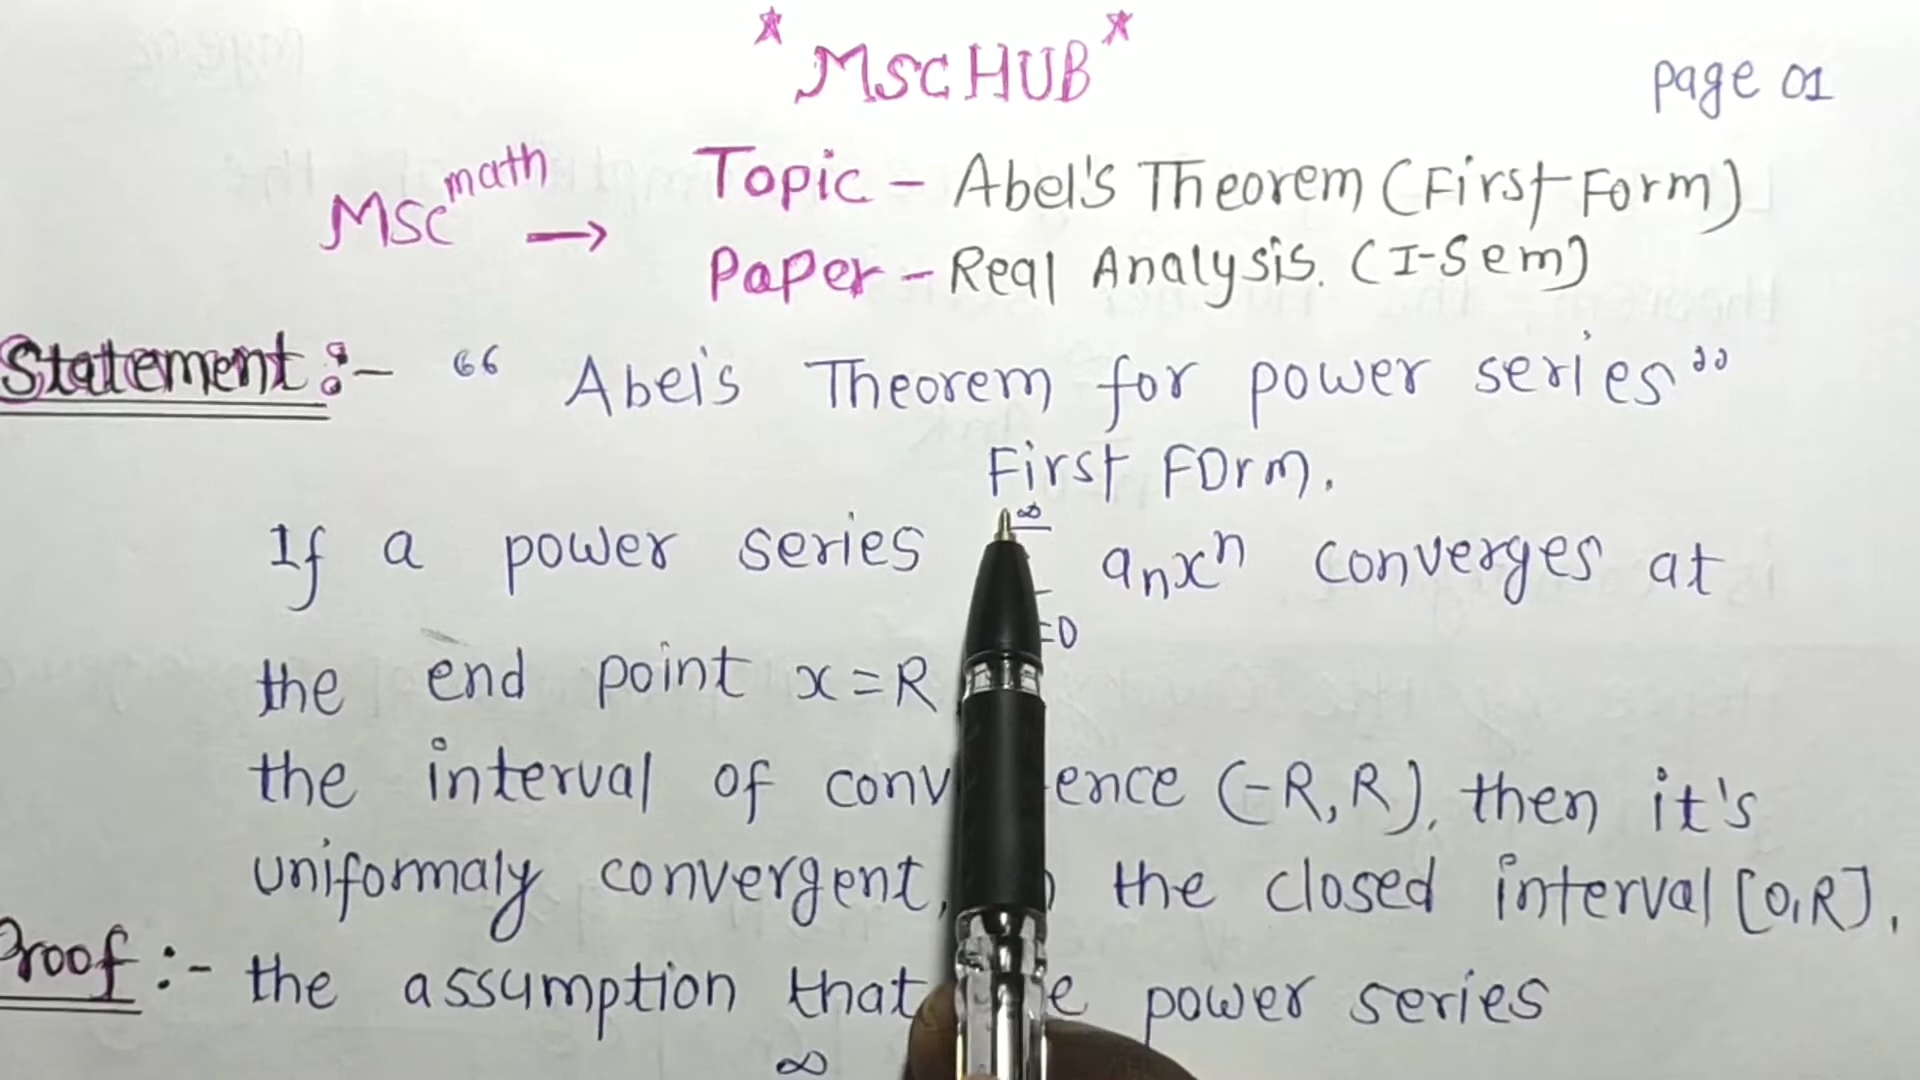 * MSC HUB *
page 01
MSC math → Topic - Abel's Theorem (First Form)
Paper - Real Analysis. (I-Sem)
Statement :- " Abel's Theorem for power series "
First Form.
If a power series ∞ =0 aₙxⁿ converges at
the end point x=R
the interval of conv ence (-R, R), then it's
uniformaly convergent, the closed interval [0,R],
Proof :- the assumption that power series
∞